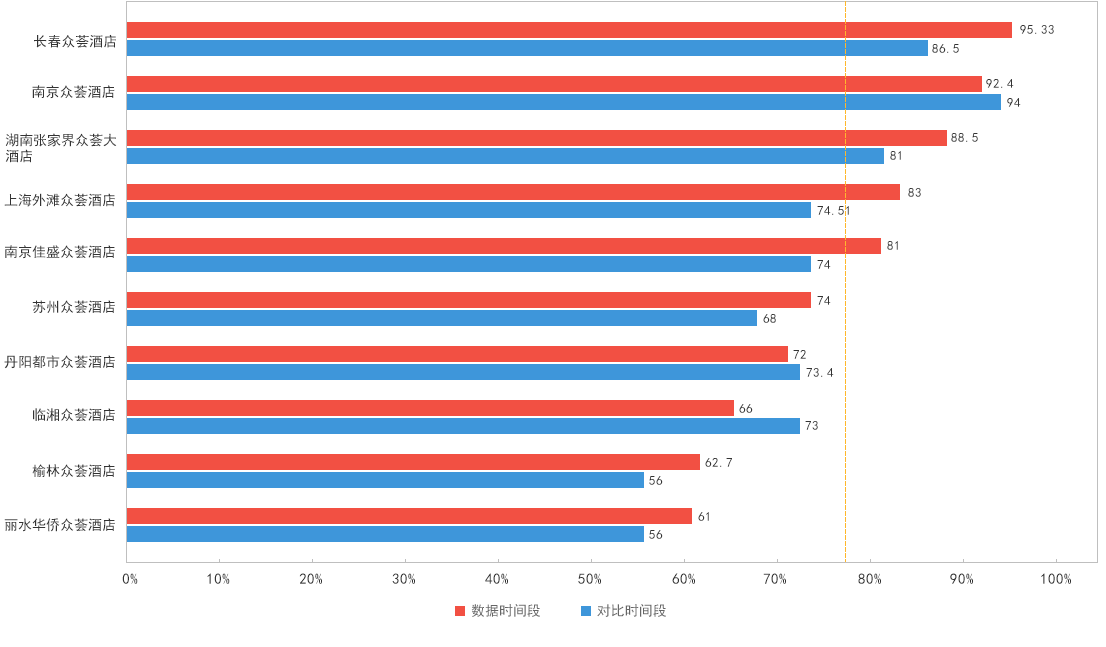 长春众荟酒店
95.33
86.5
南京众荟酒店
92.4
94
湖南张家界众荟大
酒店
88.5
81
上海外滩众荟酒店
83
74.51
南京佳盛众荟酒店
81
74
苏州众荟酒店
74
68
丹阳都市众荟酒店
72
73.4
临湘众荟酒店
66
73
榆林众荟酒店
62.7
56
丽水华侨众荟酒店
61
56
0% 10% 20% 30% 40% 50% 60% 70% 80% 90% 100%
数据时间段 对比时间段